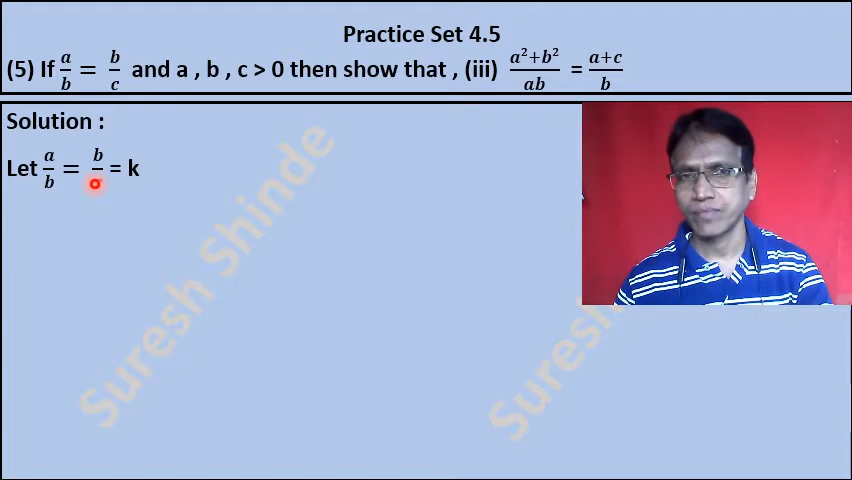 Practice Set 4.5
(5) If a/b = b/c and a , b , c > 0 then show that , (iii) a²+b²/ab = a+c/b
Solution :
Let a/b = b/ = k
Suresh Shinde
Suresh